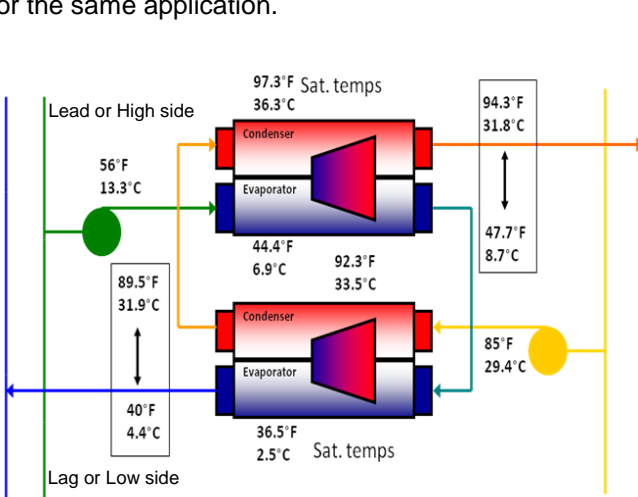 or the same application.
97.3°F
36.3°C
Sat. temps
Lead or High side
94.3°F
31.8°C
Condenser
56°F
13.3°C
Evaporator
47.7°F
8.7°C
44.4°F
6.9°C
92.3°F
33.5°C
89.5°F
31.9°C
Condenser
85°F
29.4°C
Evaporator
40°F
4.4°C
36.5°F
2.5°C
Sat. temps
Lag or Low side